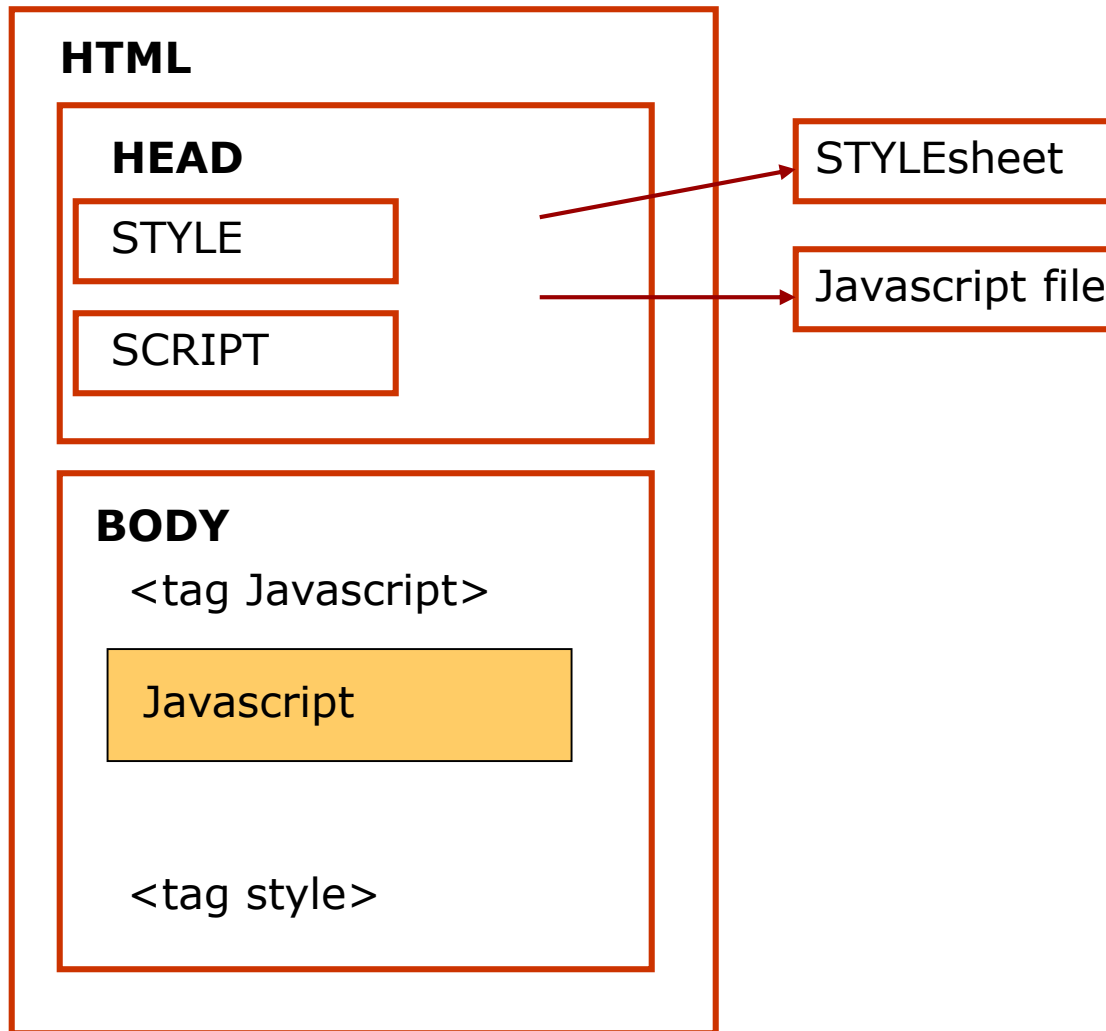 HTML
HEAD
STYLE
SCRIPT
STYLEsheet
Javascript file
BODY
<tag Javascript>
Javascript
<tag style>